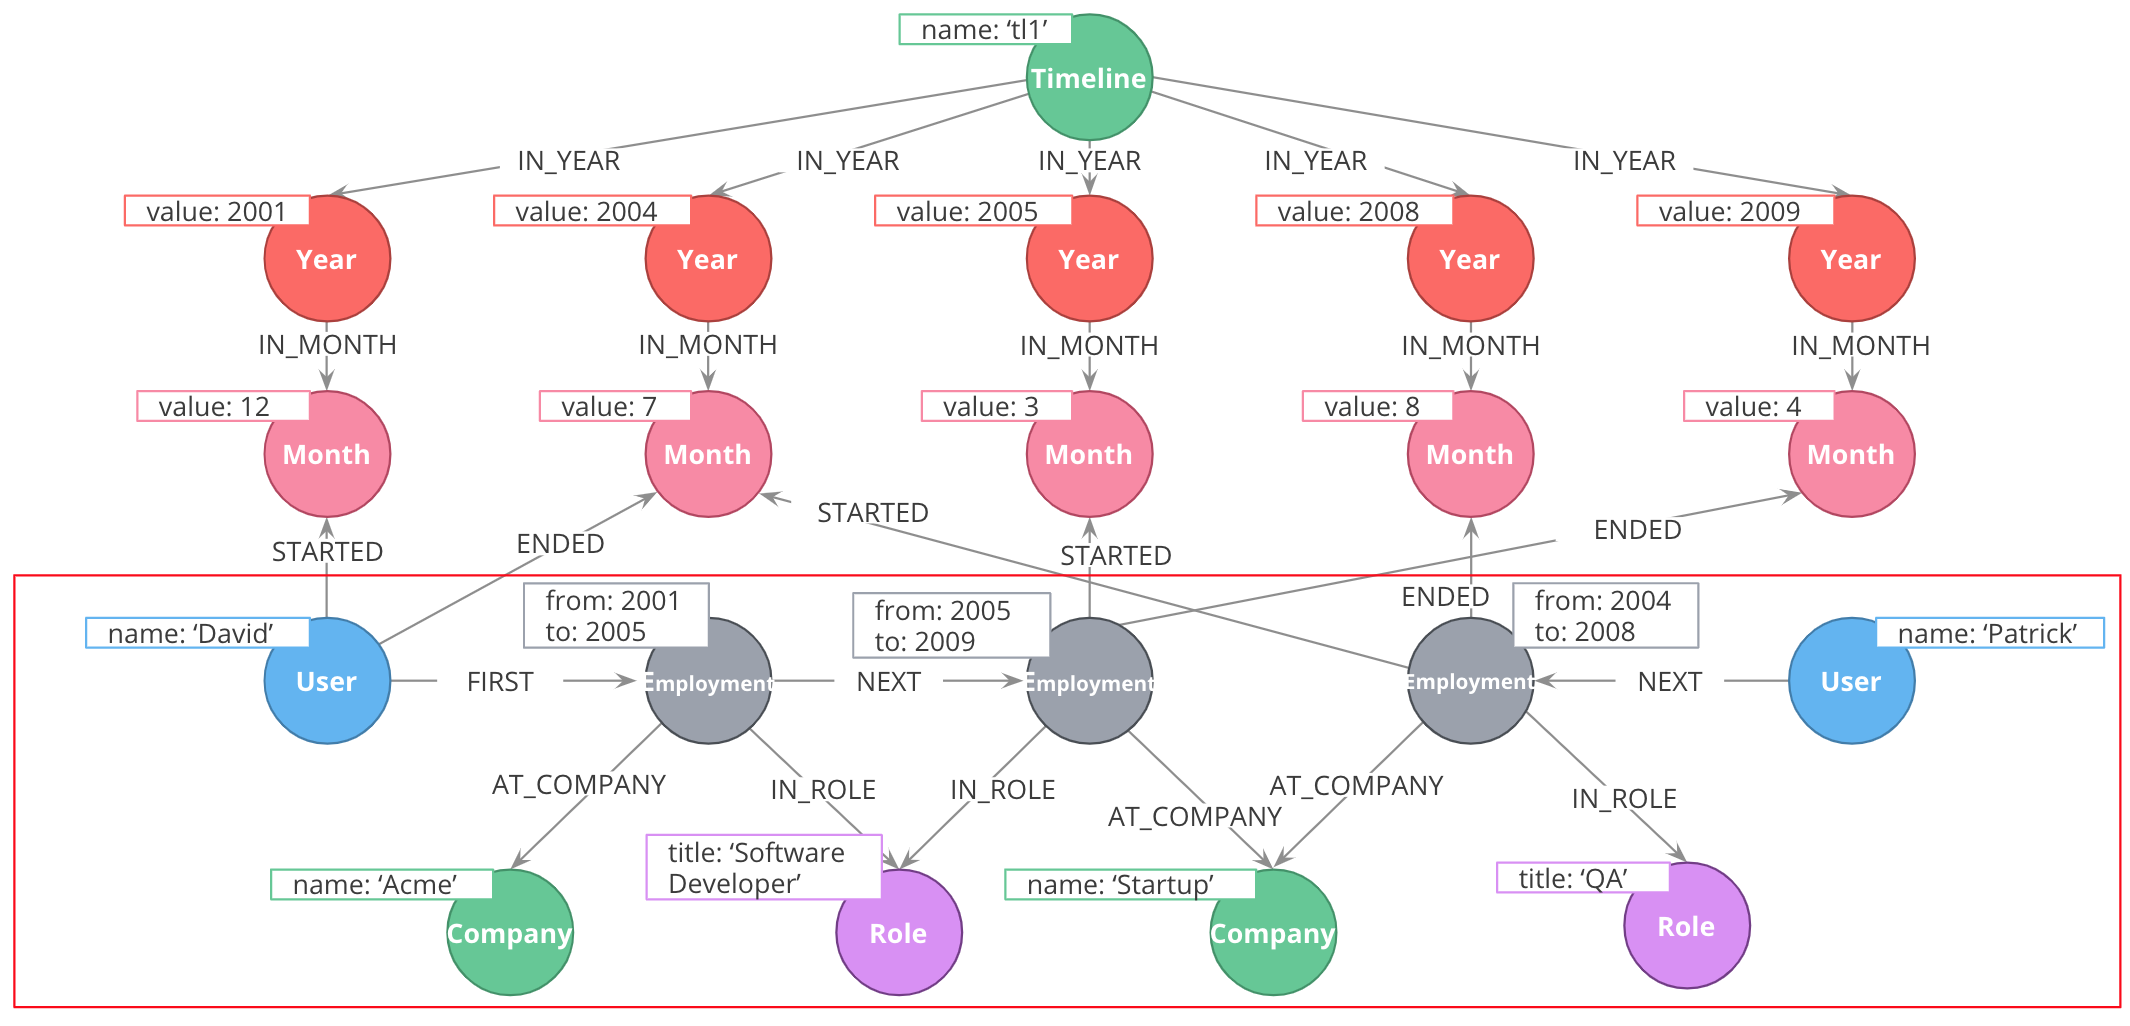 name: ‘tl1’
Timeline
IN_YEAR
IN_YEAR
IN_YEAR
IN_YEAR
IN_YEAR
value: 2001
value: 2004
value: 2005
value: 2008
value: 2009
Year
Year
Year
Year
Year
IN_MONTH
IN_MONTH
IN_MONTH
IN_MONTH
IN_MONTH
value: 12
value: 7
value: 3
value: 8
value: 4
Month
Month
Month
Month
Month
STARTED
ENDED
STARTED
STARTED
ENDED
ENDED
name: ‘David’
from: 2001
to: 2005
from: 2005
to: 2009
from: 2004
to: 2008
name: ‘Patrick’
User
FIRST
Employment
NEXT
Employment
Employment
NEXT
User
AT_COMPANY
IN_ROLE
IN_ROLE
AT_COMPANY
AT_COMPANY
IN_ROLE
name: ‘Acme’
title: ‘Software
Developer’
name: ‘Startup’
title: ‘QA’
Company
Role
Company
Role